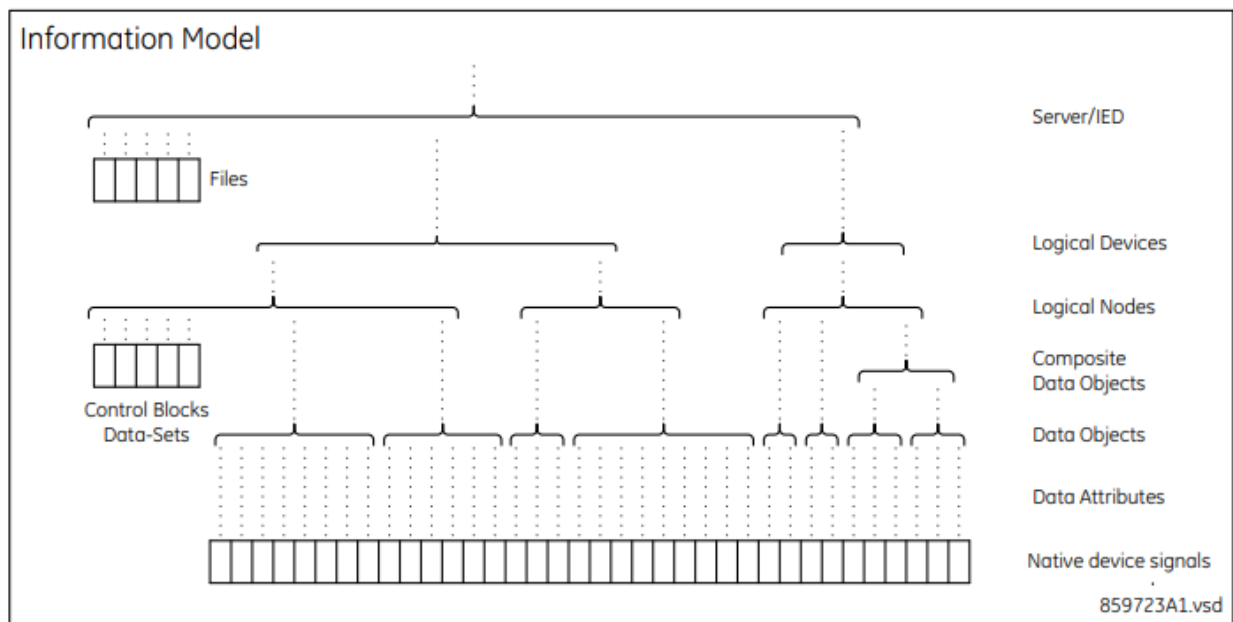 Information Model
Server/IED
Files
Logical Devices
Logical Nodes
Composite
Data Objects
Control Blocks
Data-Sets
Data Objects
Data Attributes
Native device signals
859723A1.vsd